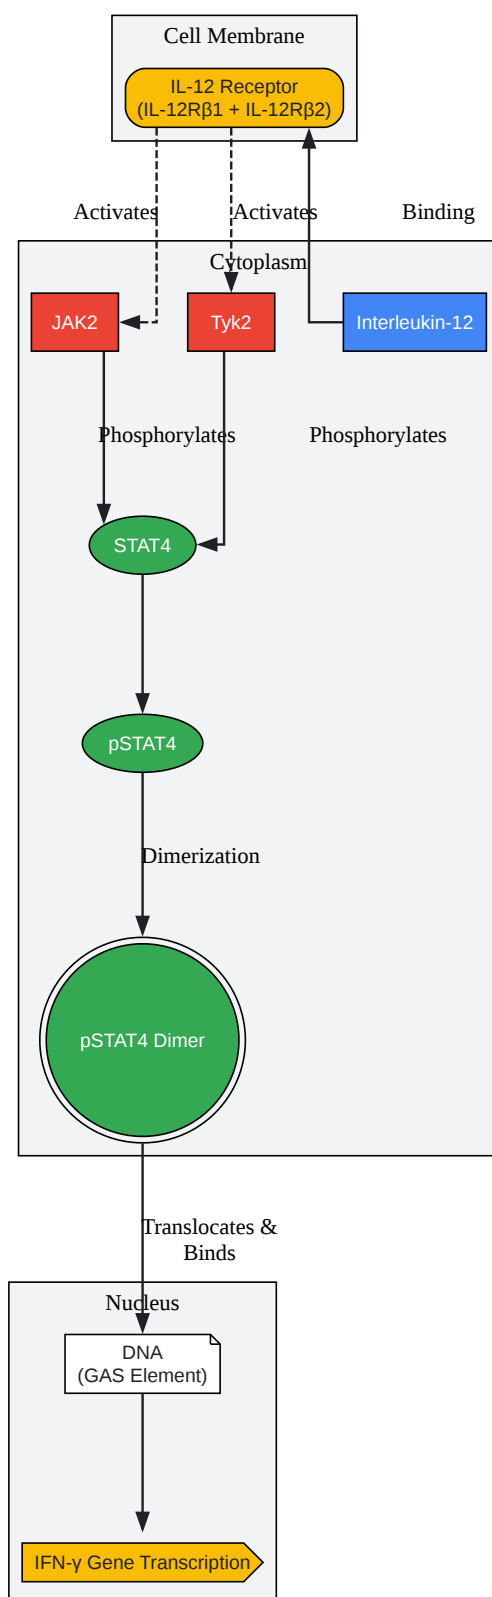 Cell Membrane
IL-12 Receptor
(IL-12Rβ1 + IL-12Rβ2)
Activates
Activates
Binding
Cytoplasm
JAK2
Tyk2
Interleukin-12
Phosphorylates
Phosphorylates
STAT4
pSTAT4
Dimerization
pSTAT4 Dimer
Translocates &
Binds
Nucleus
DNA
(GAS Element)
IFN-γ Gene Transcription